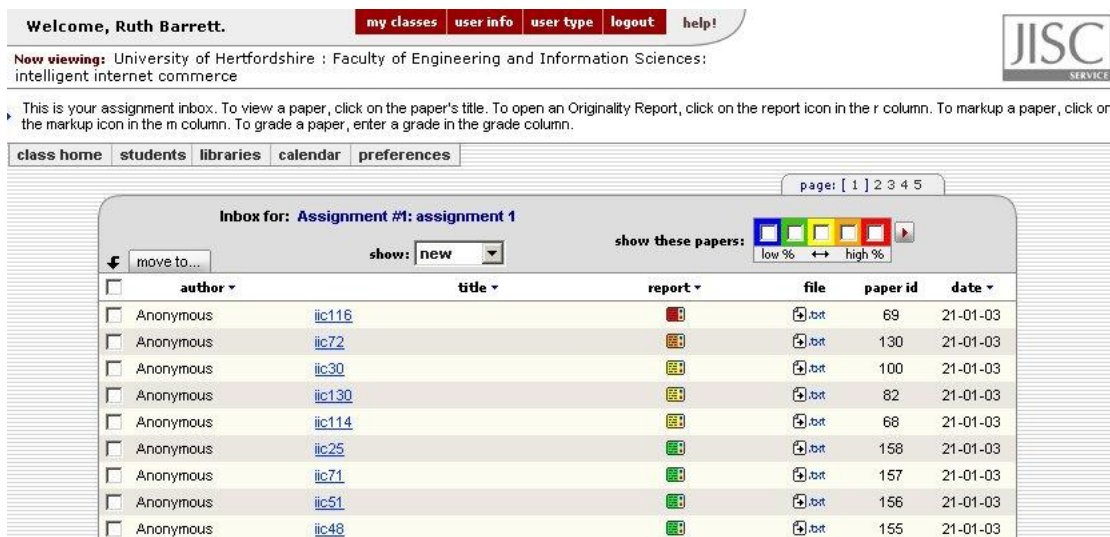 Welcome, Ruth Barrett.
my classes user info user type logout help!
JISC
SERVICE
Now viewing: University of Hertfordshire : Faculty of Engineering and Information Sciences:
intelligent internet commerce
This is your assignment inbox. To view a paper, click on the paper's title. To open an Originality Report, click on the report icon in the r column. To markup a paper, click on
the markup icon in the m column. To grade a paper, enter a grade in the grade column.
class home students libraries calendar preferences
page: [ 1 ] 2 3 4 5
Inbox for: Assignment #1: assignment 1
show: new
show these papers:
low % ↔ high %
move to...
author title report file paper id date
Anonymous iic116 .txt 69 21-01-03
Anonymous iic72 .txt 130 21-01-03
Anonymous iic30 .txt 100 21-01-03
Anonymous iic130 .txt 82 21-01-03
Anonymous iic114 .txt 68 21-01-03
Anonymous iic25 .txt 158 21-01-03
Anonymous iic71 .txt 157 21-01-03
Anonymous iic51 .txt 156 21-01-03
Anonymous iic48 .txt 155 21-01-03